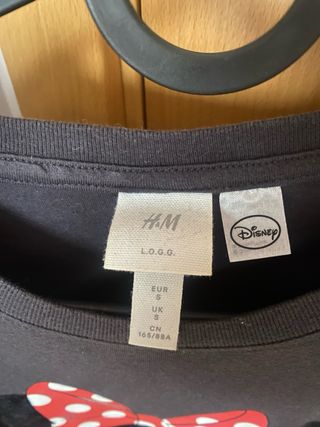 H&M
L.O.G.G.
EUR
S
UK
S
CN
165/88A
Disney